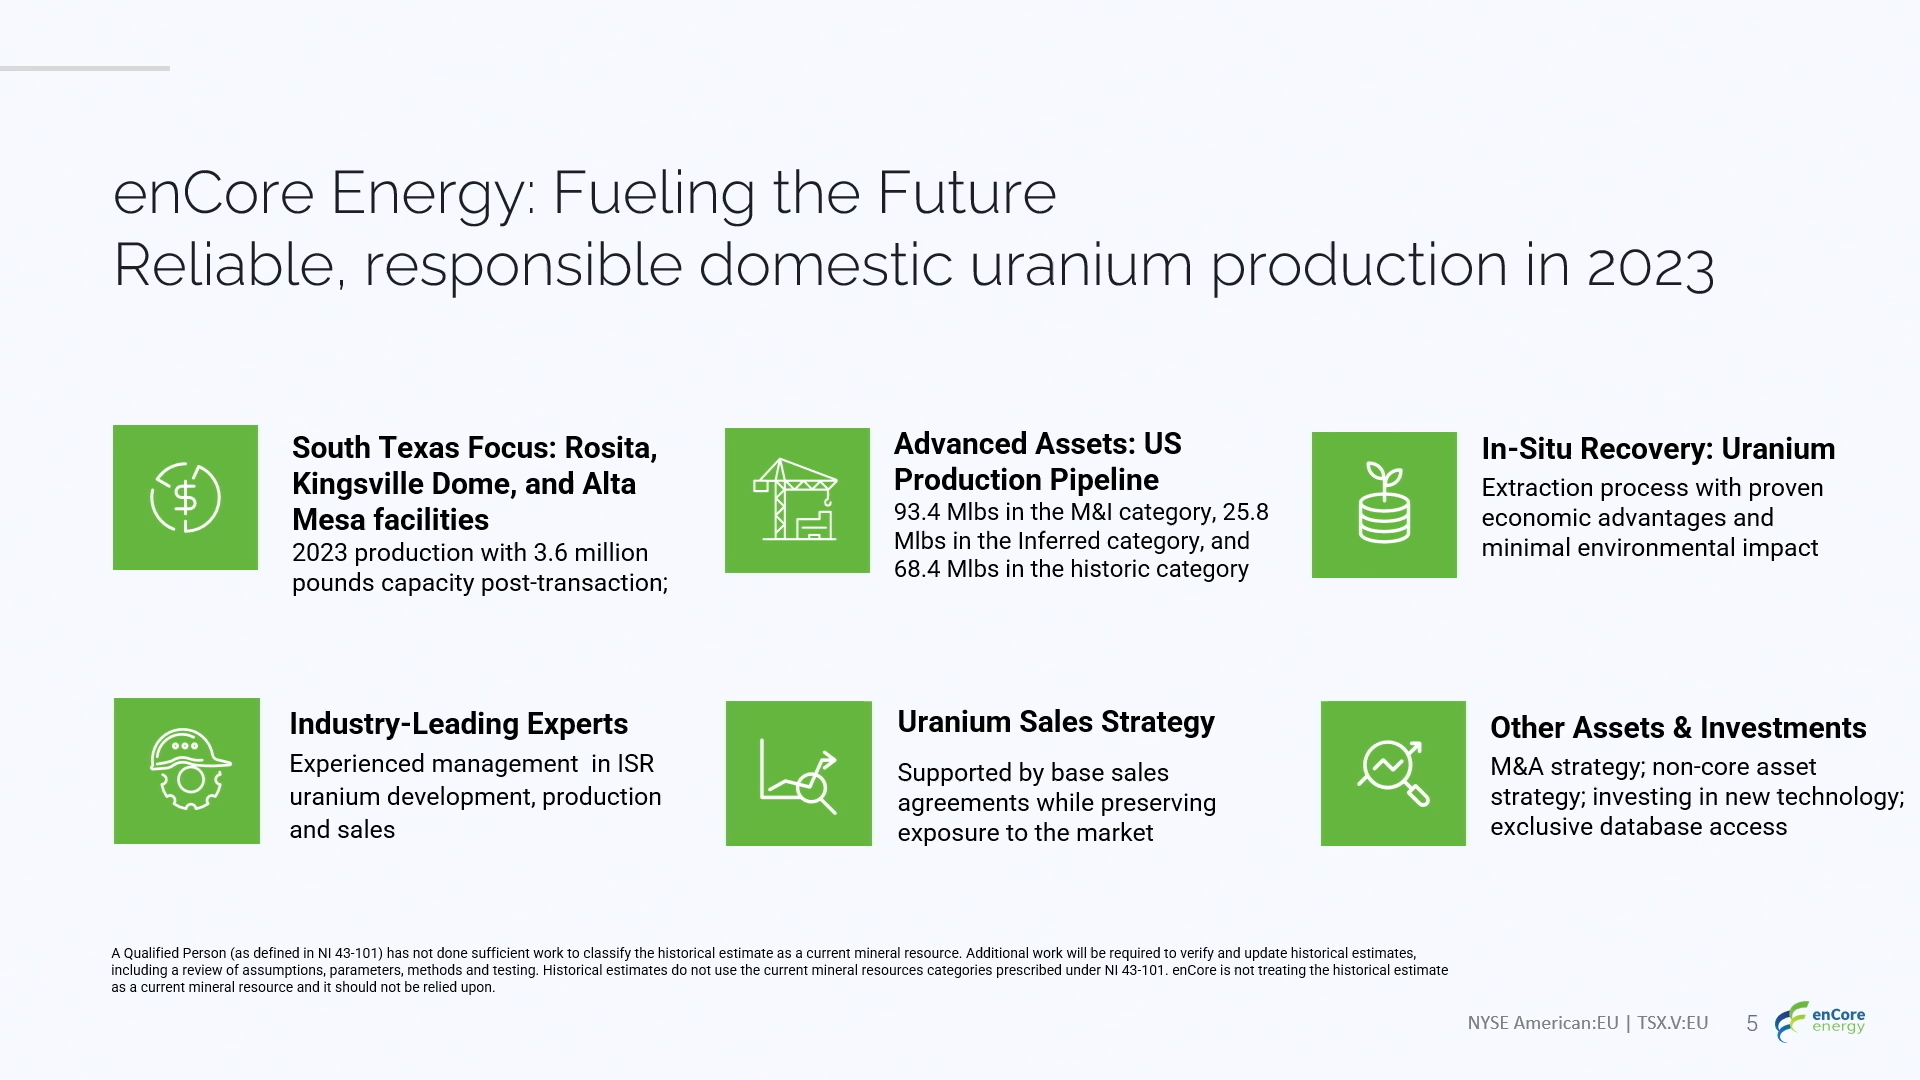 enCore Energy: Fueling the Future
Reliable, responsible domestic uranium production in 2023
South Texas Focus: Rosita,
Kingsville Dome, and Alta
Mesa facilities
2023 production with 3.6 million
pounds capacity post-transaction;
Advanced Assets: US
Production Pipeline
93.4 Mlbs in the M&I category, 25.8
Mlbs in the Inferred category, and
68.4 Mlbs in the historic category
In-Situ Recovery: Uranium
Extraction process with proven
economic advantages and
minimal environmental impact
Industry-Leading Experts
Experienced management  in ISR
uranium development, production
and sales
Uranium Sales Strategy
Supported by base sales
agreements while preserving
exposure to the market
Other Assets & Investments
M&A strategy; non-core asset
strategy; investing in new technology;
exclusive database access
A Qualified Person (as defined in NI 43-101) has not done sufficient work to classify the historical estimate as a current mineral resource. Additional work will be required to verify and update historical estimates,
including a review of assumptions, parameters, methods and testing. Historical estimates do not use the current mineral resources categories prescribed under NI 43-101. enCore is not treating the historical estimate
as a current mineral resource and it should not be relied upon.
NYSE American:EU | TSX.V:EU
5
enCore
energy